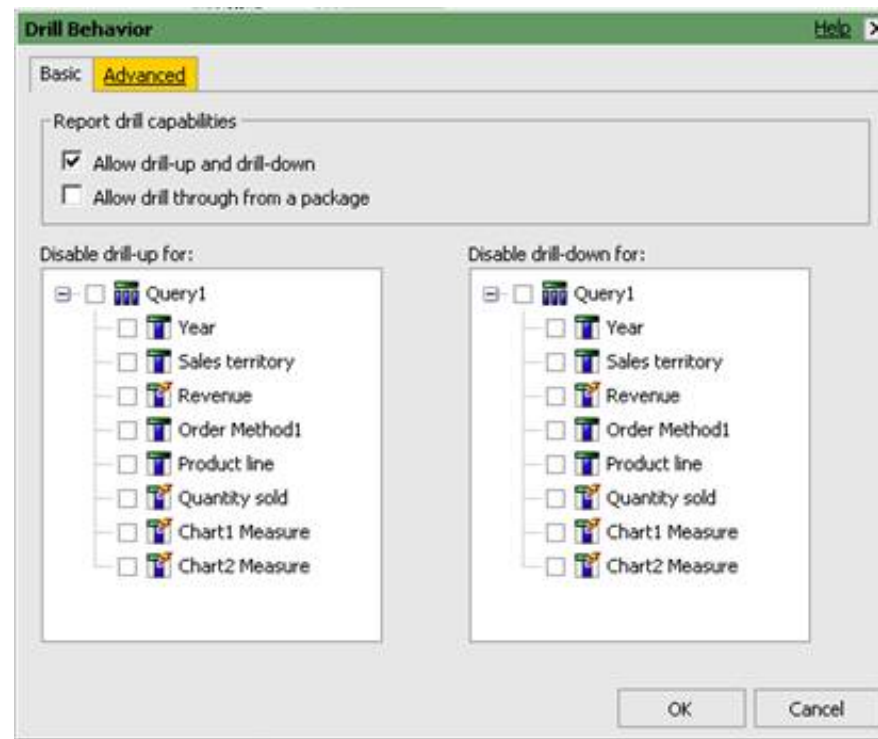 Drill Behavior Help
Basic Advanced
Report drill capabilities
Allow drill-up and drill-down
Allow drill through from a package
Disable drill-up for:
Query1
Year
Sales territory
Revenue
Order Method1
Product line
Quantity sold
Chart1 Measure
Chart2 Measure
Disable drill-down for:
Query1
Year
Sales territory
Revenue
Order Method1
Product line
Quantity sold
Chart1 Measure
Chart2 Measure
OK Cancel